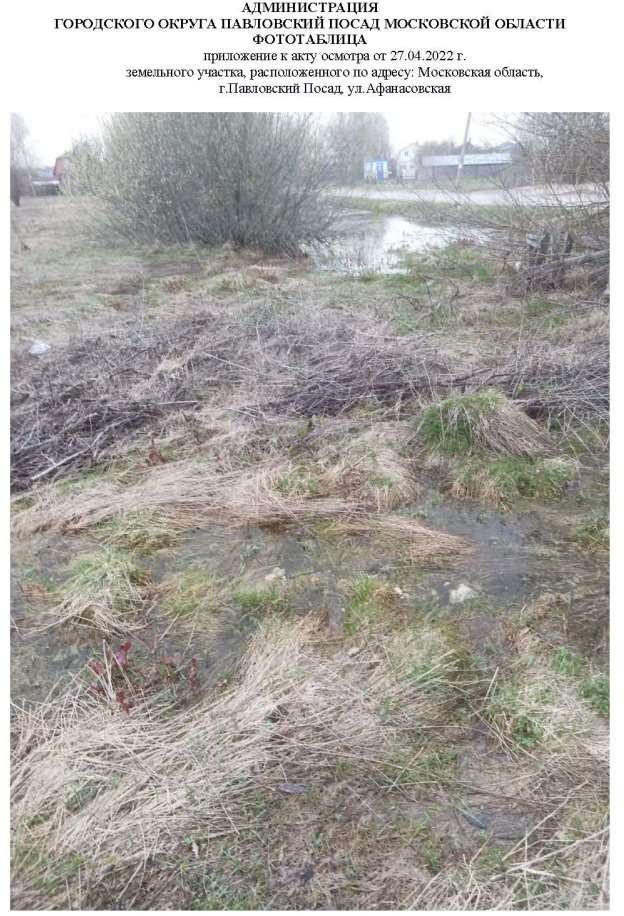 АДМИНИСТРАЦИЯ
ГОРОДСКОГО ОКРУГА ПАВЛОВСКИЙ ПОСАД МОСКОВСКОЙ ОБЛАСТИ
ФОТОТАБЛИЦА
приложение к акту осмотра от 27.04.2022 г.
земельного участка, расположенного по адресу: Московская область,
г.Павловский Посад, ул.Афанасовская